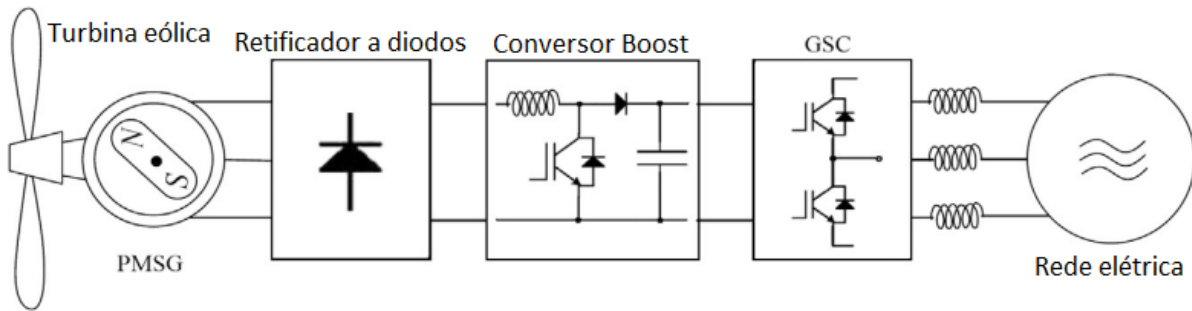 Turbina eólica
Retificador a diodos
Conversor Boost
GSC
N
S
PMSG
Rede elétrica